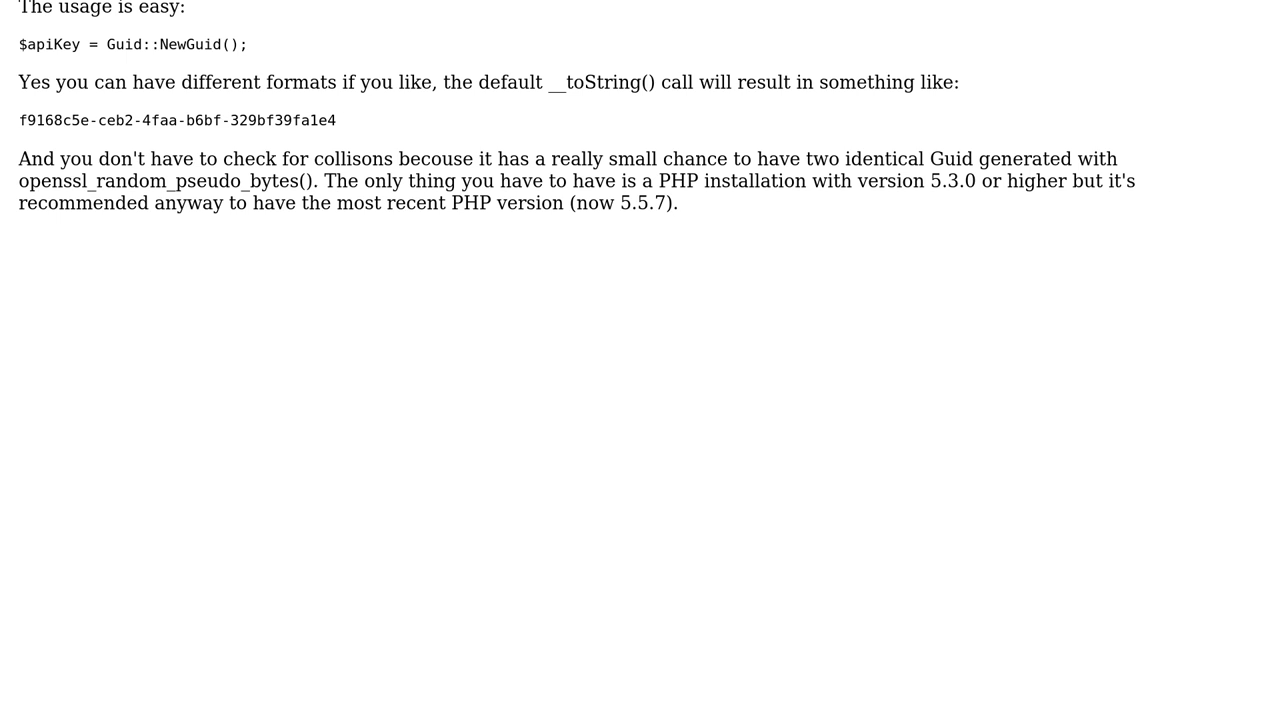 The usage is easy:
$apiKey = Guid::NewGuid();
Yes you can have different formats if you like, the default __toString() call will result in something like:
f9168c5e-ceb2-4faa-b6bf-329bf39fa1e4
And you don't have to check for collisons becouse it has a really small chance to have two identical Guid generated with
openssl_random_pseudo_bytes(). The only thing you have to have is a PHP installation with version 5.3.0 or higher but it's
recommended anyway to have the most recent PHP version (now 5.5.7).